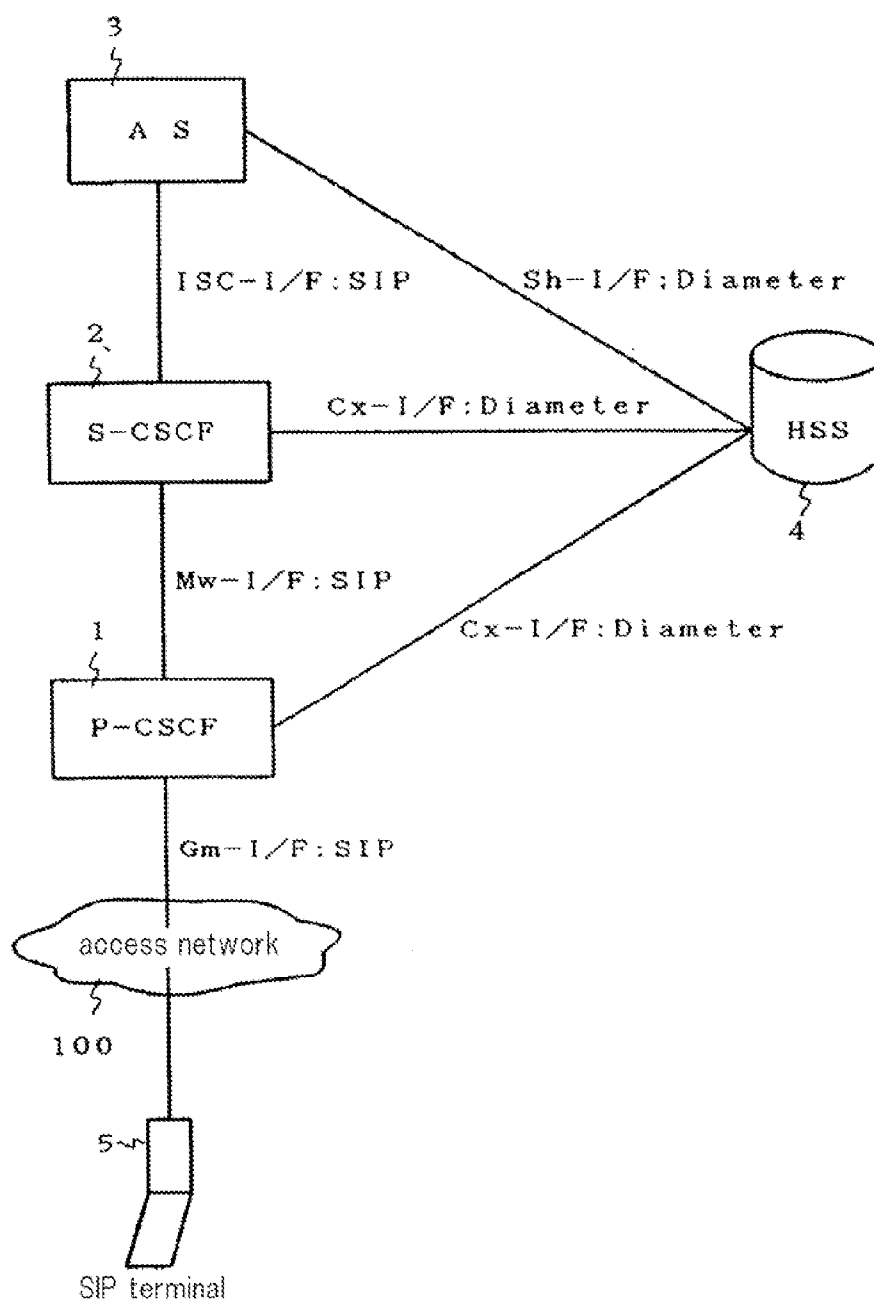 3
A S
ISC-I/F:SIP
Sh-I/F:Diameter
2
S-CSCF
Cx-I/F:Diameter
HSS
4
Mw-I/F:SIP
Cx-I/F:Diameter
1
P-CSCF
Gm-I/F:SIP
access network
100
5
SIP terminal